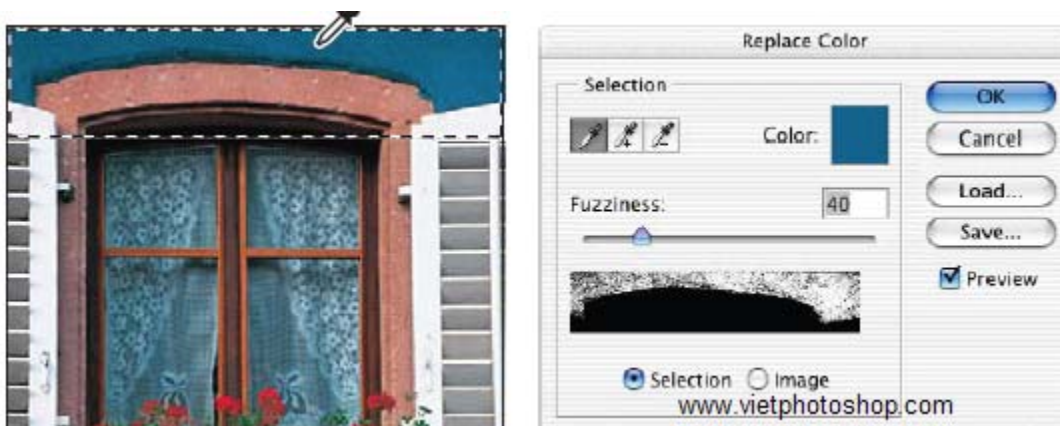 Replace Color
Selection
Color:
Fuzziness: 40
Selection Image
OK
Cancel
Load...
Save...
Preview
www.vietphotoshop.com